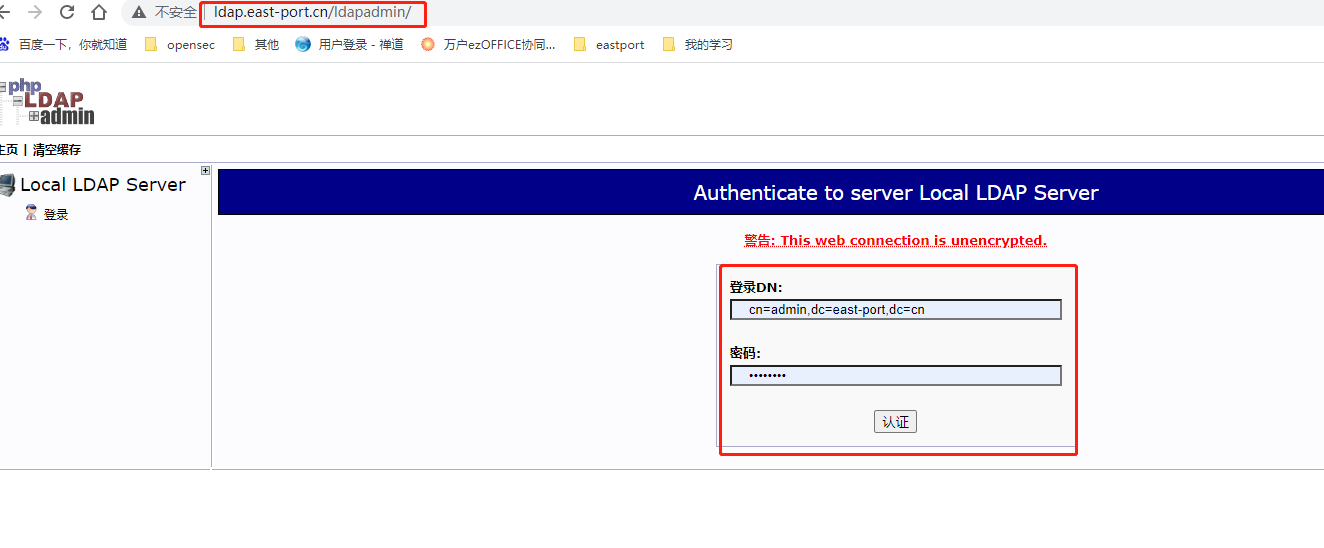 不安全 ldap.east-port.cn/ldapadmin/
百度一下，你就知道 opensec 其他 用户登录 - 禅道 万户ezOFFICE协同... eastport 我的学习
php
LDAP
admin
主页 | 清空缓存
Local LDAP Server
登录
Authenticate to server Local LDAP Server
警告: This web connection is unencrypted.
登录DN:
cn=admin,dc=east-port,dc=cn
密码:
••••••••
认证